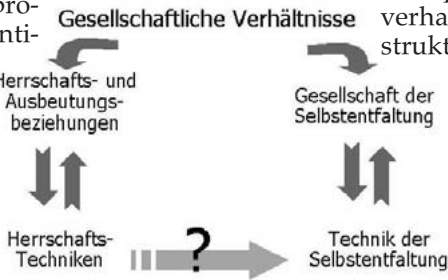 Gesellschaftliche Verhältnisse
Herrschafts- und
Ausbeutungs-
beziehungen
Gesellschaft der
Selbstentfaltung
Herrschafts-
Techniken
?
Technik der
Selbstentfaltung